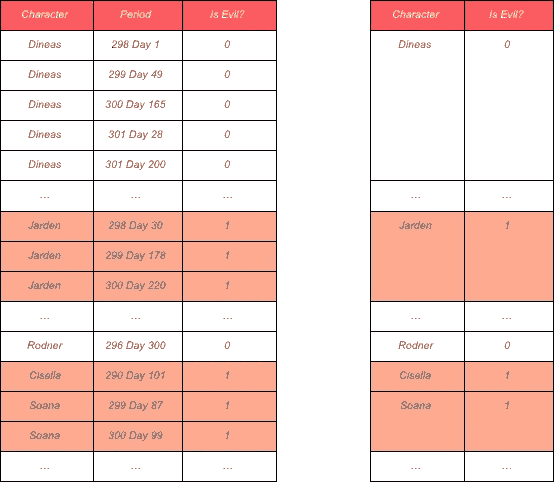 Character Period Is Evil? Character Is Evil?
Dineas 298 Day 1 0 Dineas 0
Dineas 299 Day 49 0
Dineas 300 Day 165 0
Dineas 301 Day 28 0
Dineas 301 Day 200 0
... ... ... ... ...
Jarden 298 Day 30 1 Jarden 1
Jarden 299 Day 178 1
Jarden 300 Day 220 1
... ... ... ... ...
Rodner 296 Day 300 0 Rodner 0
Cisella 290 Day 101 1 Cisella 1
Soana 299 Day 87 1 Soana 1
Soana 300 Day 99 1
... ... ... ... ...